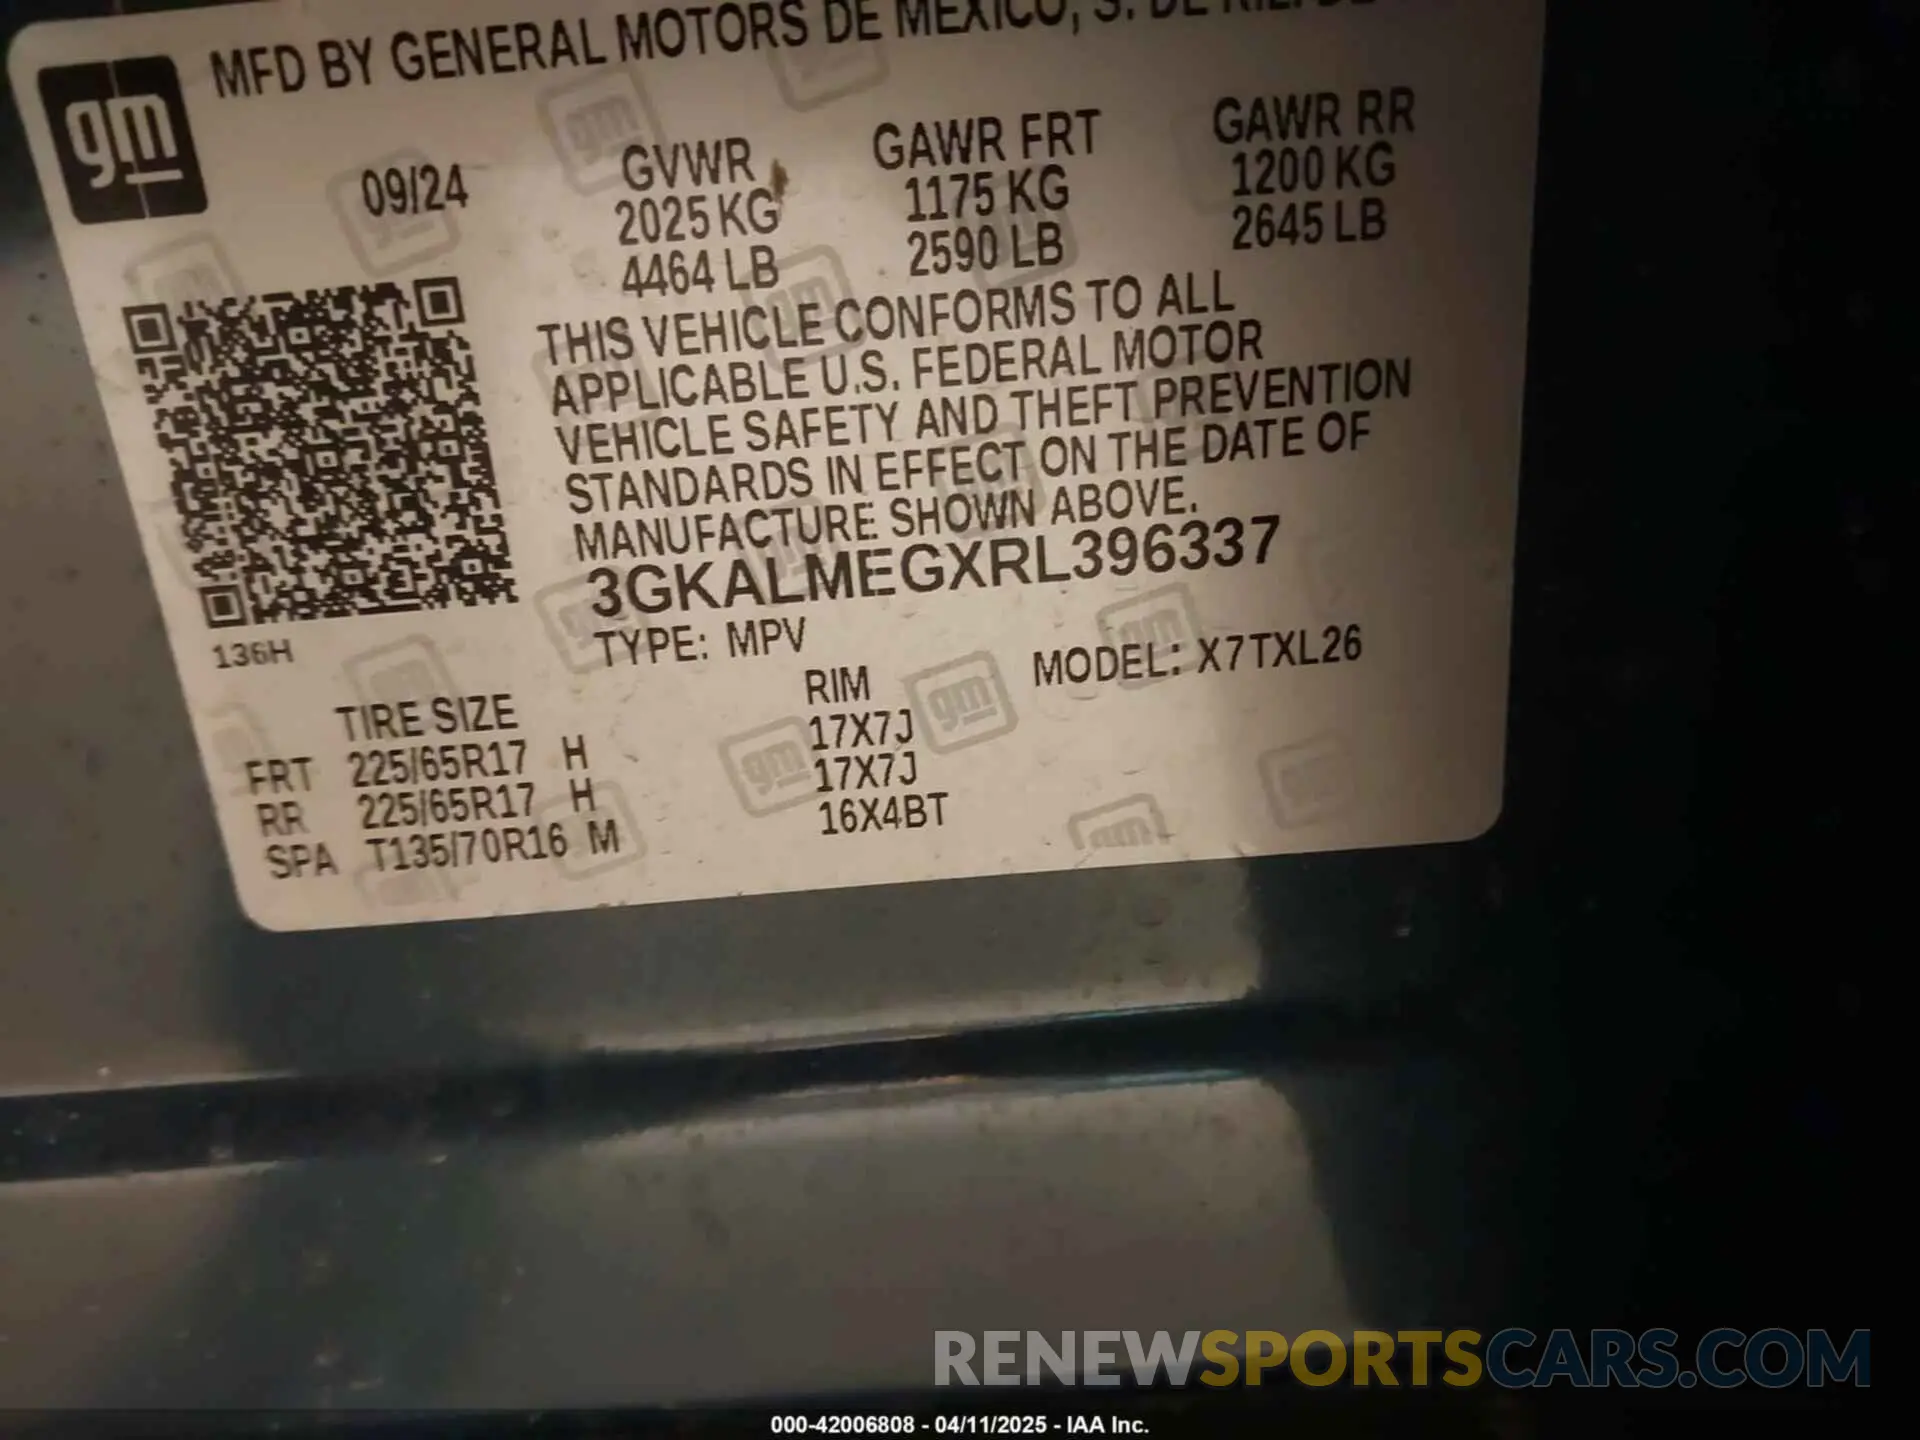 gm MFD BY GENERAL MOTORS DE MEXICO, S. DE R.L. DE
09/24
GVWR
2025 KG
4464 LB
GAWR FRT
1175 KG
2590 LB
GAWR RR
1200 KG
2645 LB
THIS VEHICLE CONFORMS TO ALL
APPLICABLE U.S. FEDERAL MOTOR
VEHICLE SAFETY AND THEFT PREVENTION
STANDARDS IN EFFECT ON THE DATE OF
MANUFACTURE SHOWN ABOVE.
3GKALMEGXRL396337
136H
TYPE: MPV
MODEL: X7TXL26
TIRE SIZE RIM
FRT 225/65R17 H 17X7J
RR 225/65R17 H 17X7J
SPA T135/70R16 M 16X4BT
RENEWSPORTSCARS.COM
000-42006808 - 04/11/2025 - IAA Inc.